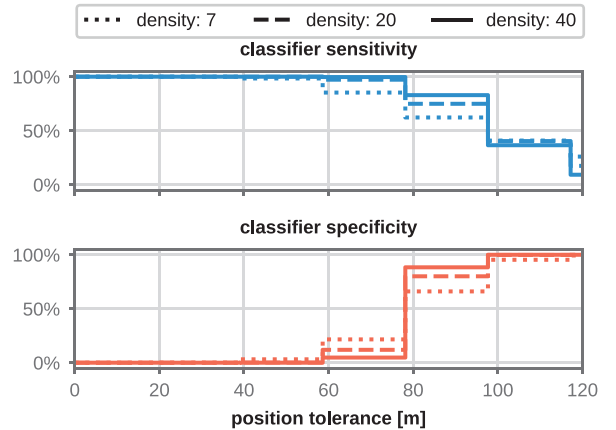 density: 7 density: 20 density: 40
classifier sensitivity
100%
50%
0%
classifier specificity
100%
50%
0%
0 20 40 60 80 100 120
position tolerance [m]